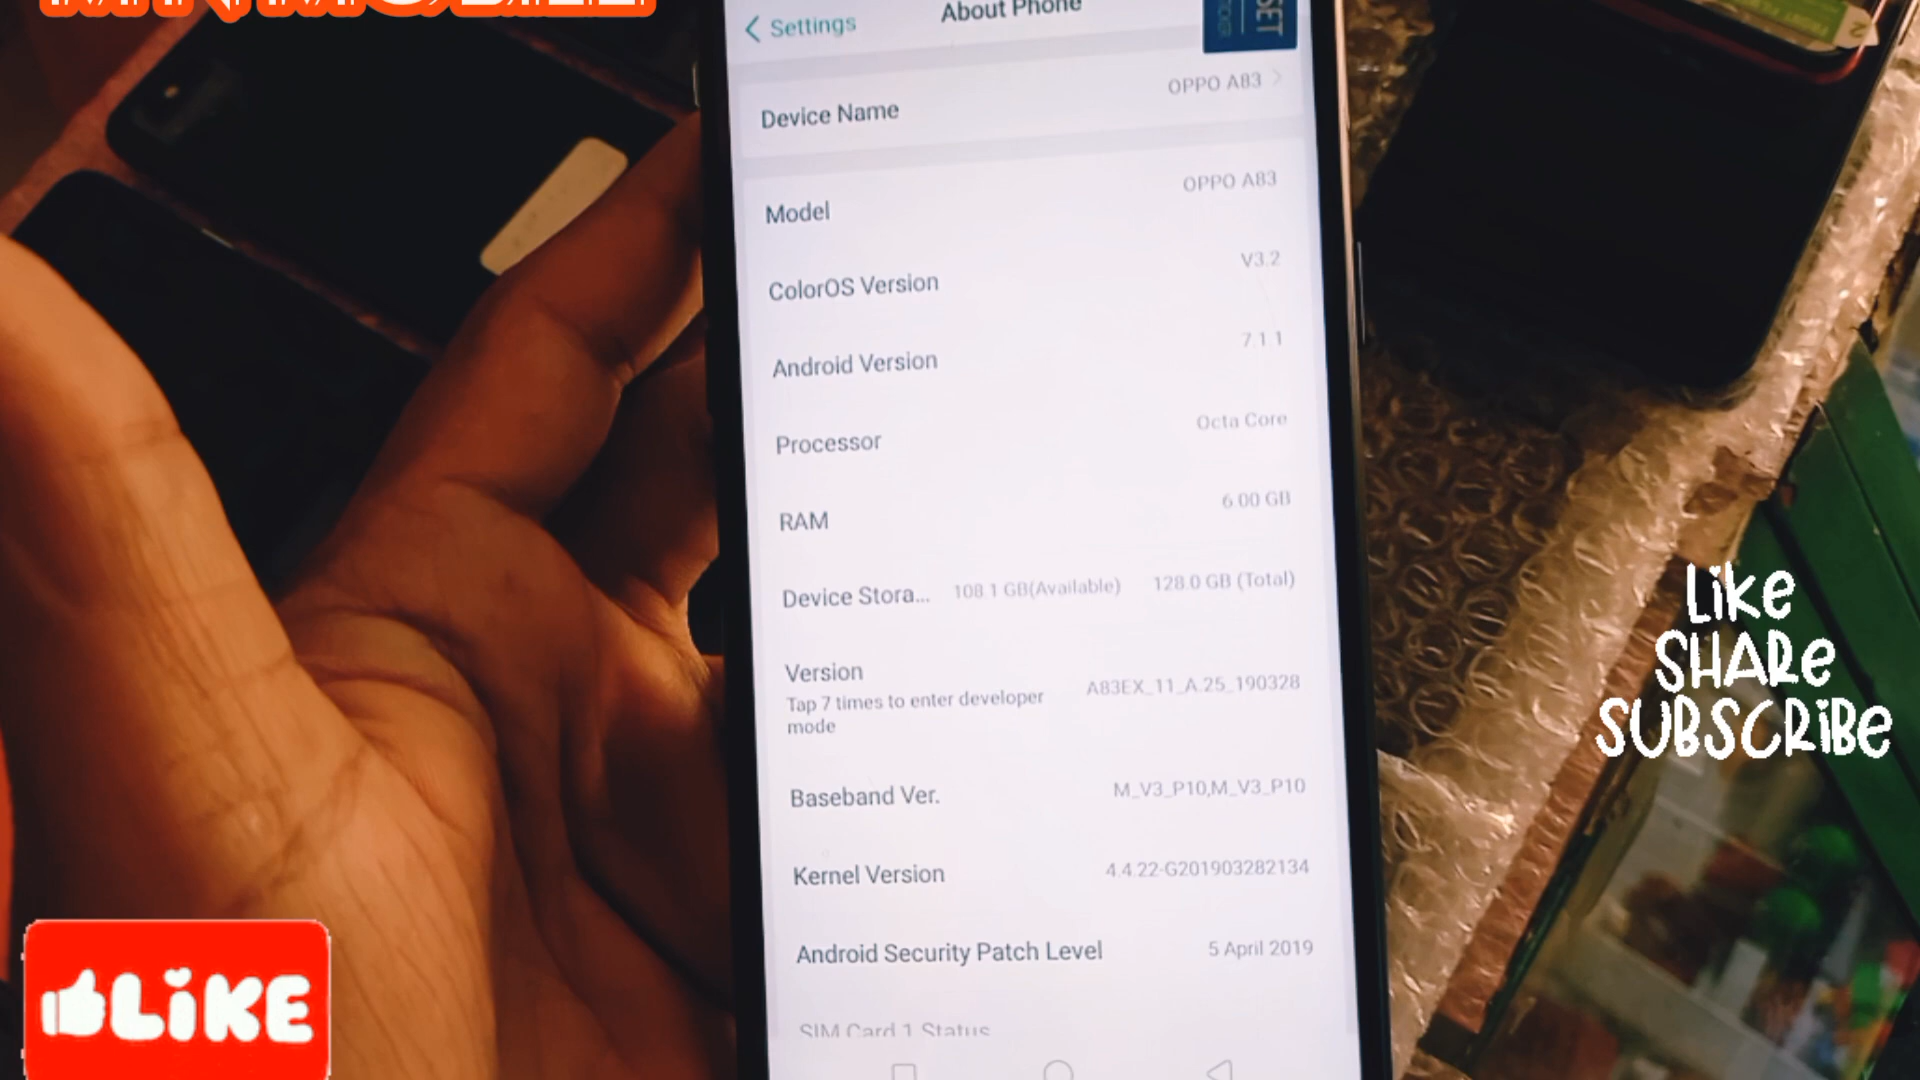 Settings
About Phone
SET
Device Name
OPPO A83
Model
OPPO A83
ColorOS Version
V3.2
Android Version
7.1.1
Processor
Octa Core
RAM
6.00 GB
Device Stora... 108.1 GB(Available) 128.0 GB (Total)
Version
Tap 7 times to enter developer
mode
A83EX_11_A.25_190328
Baseband Ver.
M_V3_P10,M_V3_P10
Kernel Version
4.4.22-G201903282134
Android Security Patch Level
5 April 2019
SIM Card 1 Status
LiKe
SHARe
SUBSCRiBe
LiKE